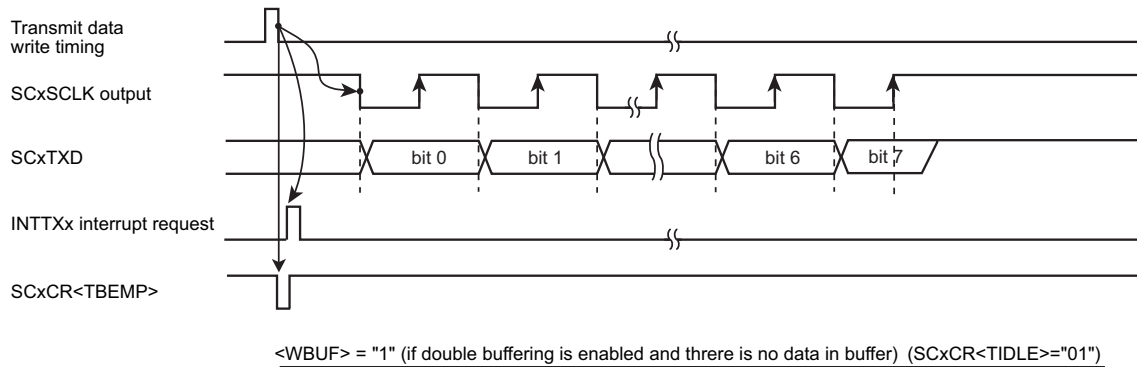 Transmit data
write timing
SCxSCLK output
SCxTXD
bit 0
bit 1
bit 6
bit 7
INTTXx interrupt request
SCxCR<TBEMP>
<WBUF> = "1" (if double buffering is enabled and threre is no data in buffer) (SCxCR<TIDLE>="01")